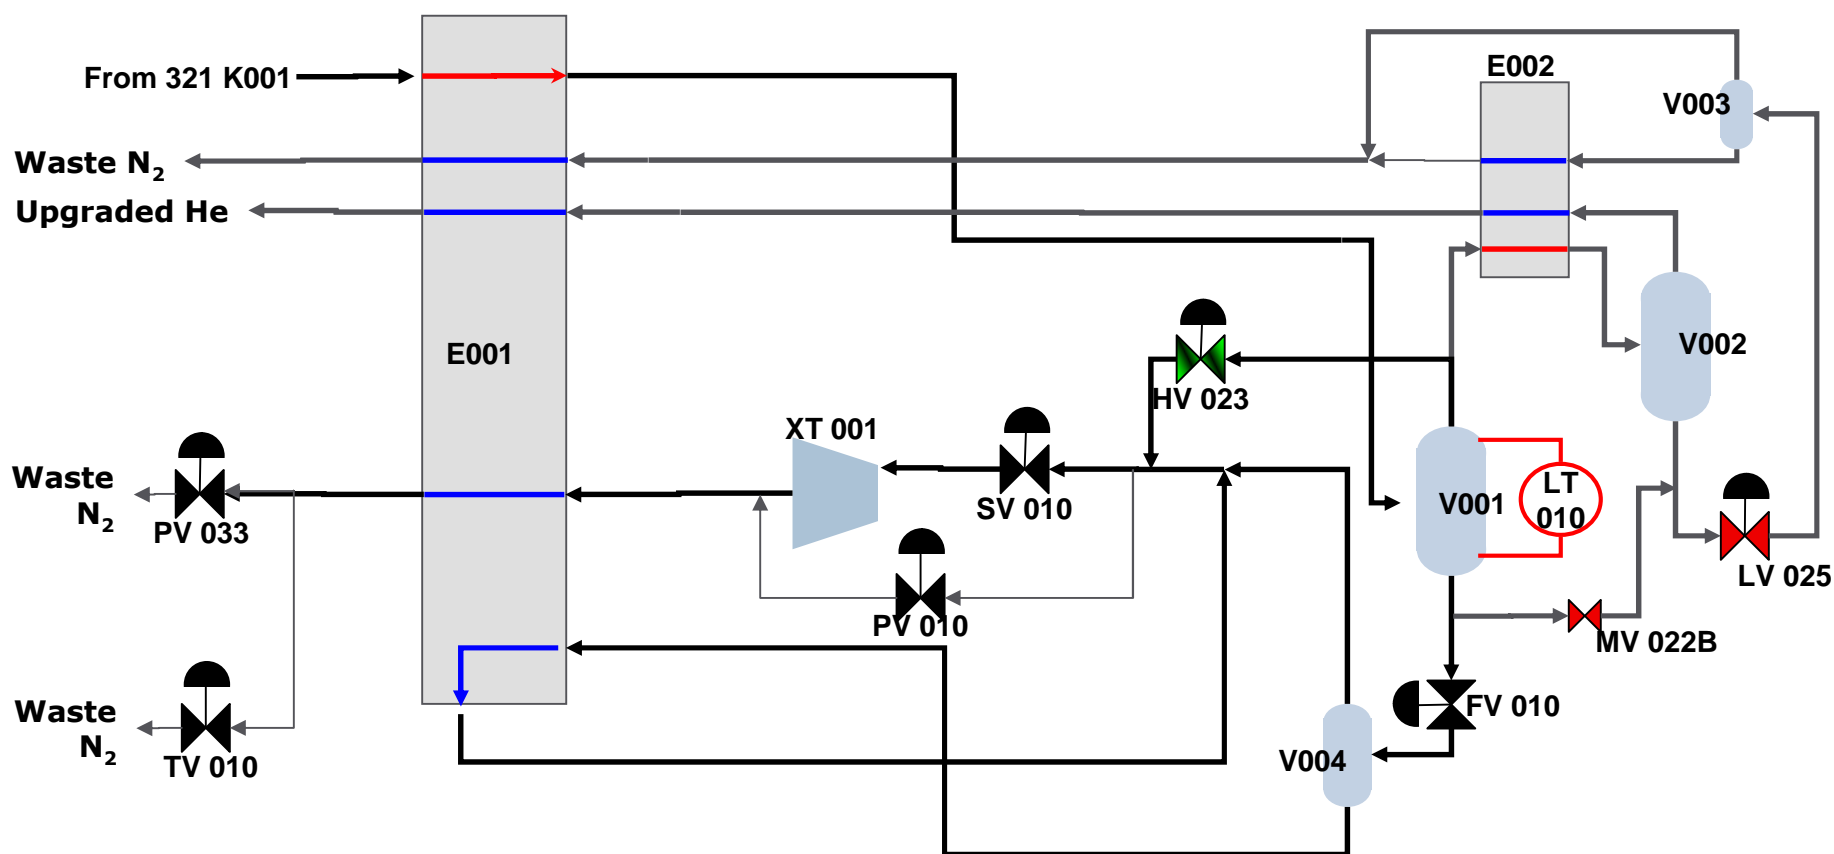 E002
From 321 K001
V003
Waste N2
Upgraded He
E001
V002
HV 023
XT 001
Waste
N2
PV 033
SV 010
V001
LT
010
LV 025
PV 010
MV 022B
Waste
N2
TV 010
FV 010
V004